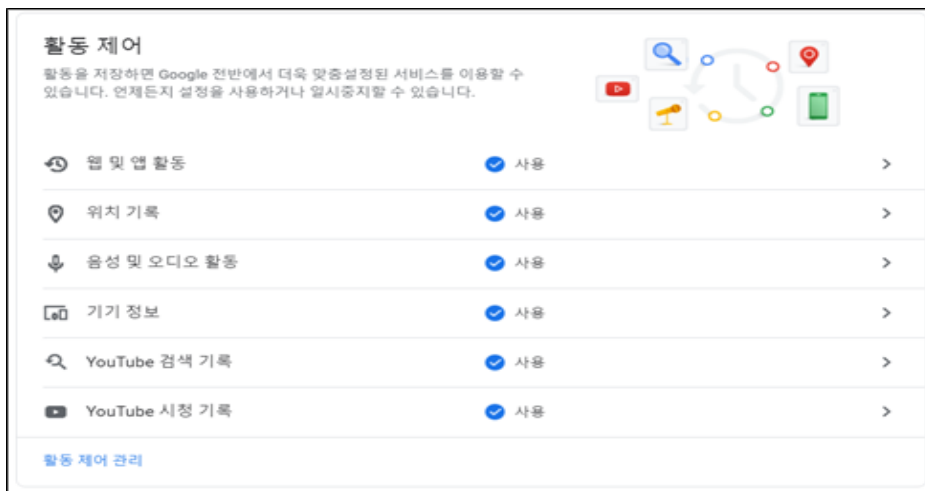 활동 제어
활동을 저장하면 Google 전반에서 더욱 맞춤설정된 서비스를 이용할 수
있습니다. 언제든지 설정을 사용하거나 일시중지할 수 있습니다.
웹 및 앱 활동 사용
위치 기록 사용
음성 및 오디오 활동 사용
기기 정보 사용
YouTube 검색 기록 사용
YouTube 시청 기록 사용
활동 제어 관리